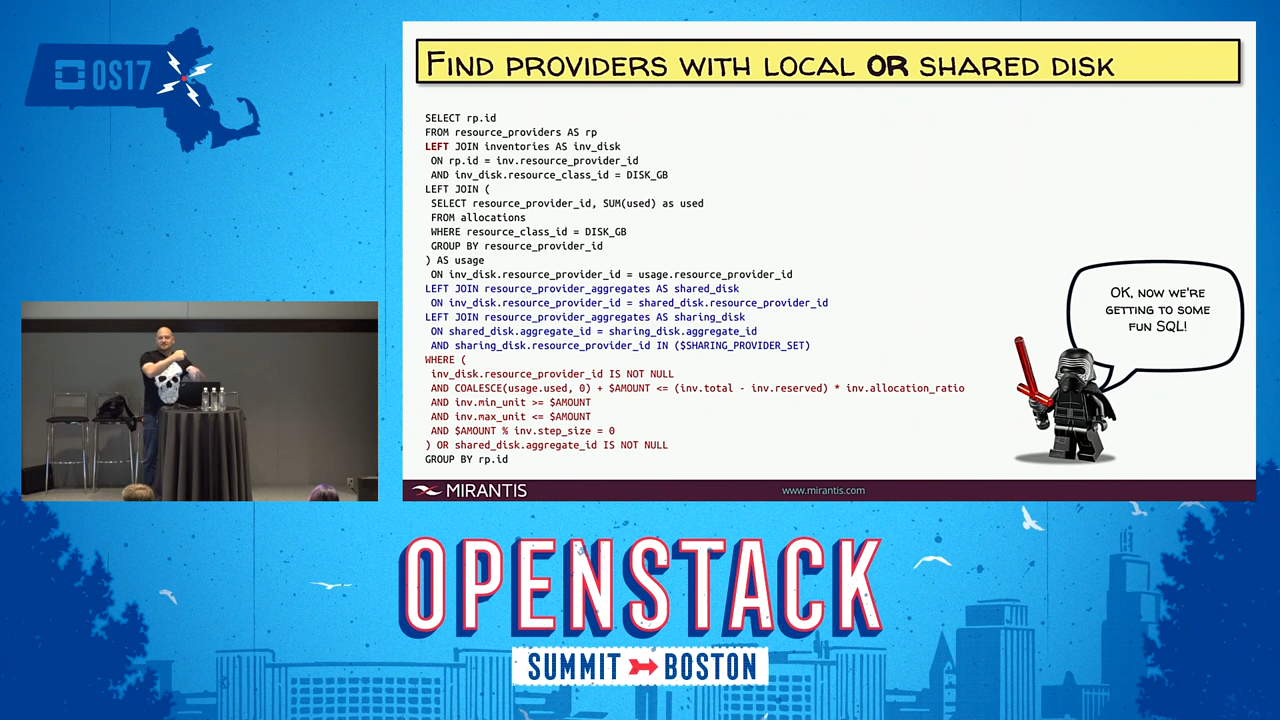 OS17
FIND PROVIDERS WITH LOCAL OR SHARED DISK
SELECT rp.id
FROM resource_providers AS rp
LEFT JOIN inventories AS inv_disk
ON rp.id = inv.resource_provider_id
AND inv_disk.resource_class_id = DISK_GB
LEFT JOIN (
SELECT resource_provider_id, SUM(used) as used
FROM allocations
WHERE resource_class_id = DISK_GB
GROUP BY resource_provider_id
) AS usage
ON inv_disk.resource_provider_id = usage.resource_provider_id
LEFT JOIN resource_provider_aggregates AS shared_disk
ON inv_disk.resource_provider_id = shared_disk.resource_provider_id
LEFT JOIN resource_provider_aggregates AS sharing_disk
ON shared_disk.aggregate_id = sharing_disk.aggregate_id
AND sharing_disk.resource_provider_id IN ($SHARING_PROVIDER_SET)
WHERE (
inv_disk.resource_provider_id IS NOT NULL
AND COALESCE(usage.used, 0) + $AMOUNT <= (inv.total - inv.reserved) * inv.allocation_ratio
AND inv.min_unit >= $AMOUNT
AND inv.max_unit <= $AMOUNT
AND $AMOUNT % inv.step_size = 0
) OR shared_disk.aggregate_id IS NOT NULL
GROUP BY rp.id
OK, NOW WE'RE
GETTING TO SOME
FUN SQL!
MIRANTIS
www.mirantis.com
OPENSTACK
SUMMIT BOSTON